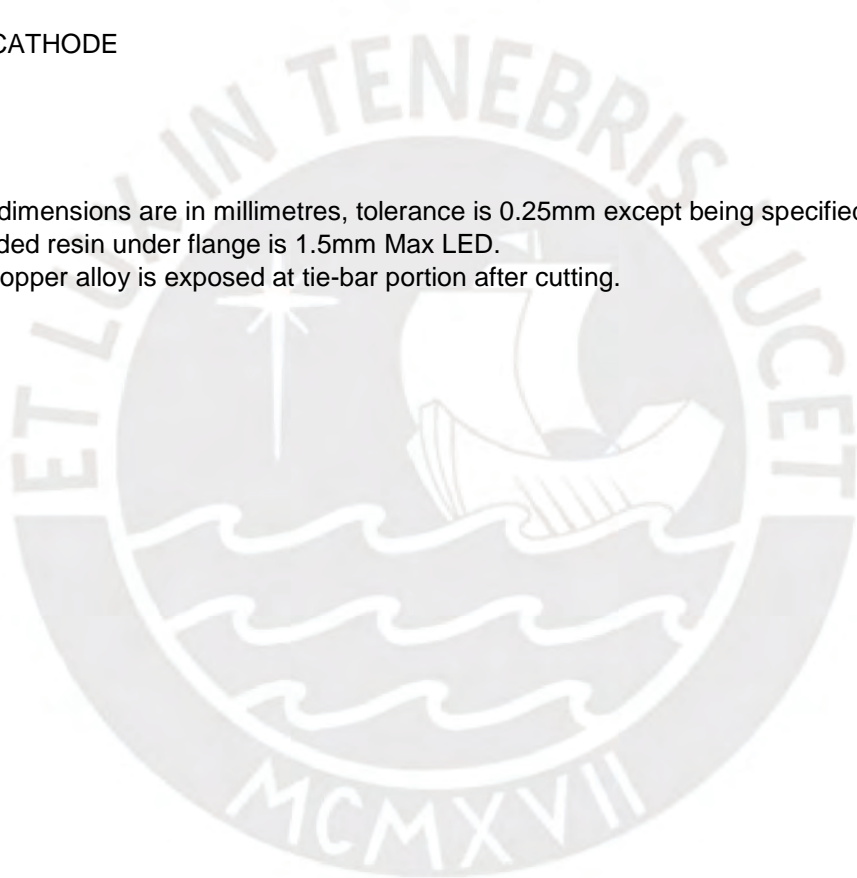 CATHODE
dimensions are in millimetres, tolerance is 0.25mm except being specified
ded resin under flange is 1.5mm Max LED.
opper alloy is exposed at tie-bar portion after cutting.
ET LUX IN TENEBRIS LUCET
MCMXVII